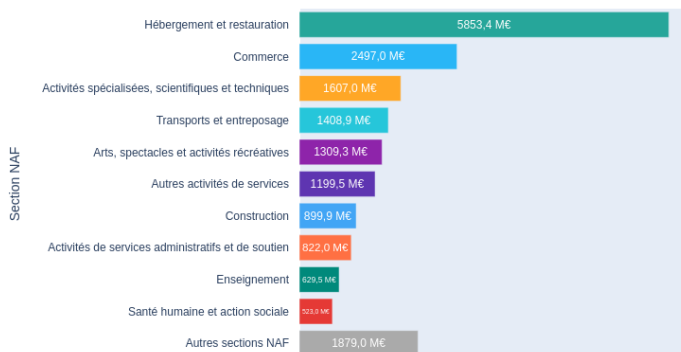 Section NAF
Hébergement et restauration 5853,4 M€
Commerce 2497,0 M€
Activités spécialisées, scientifiques et techniques 1607,0 M€
Transports et entreposage 1408,9 M€
Arts, spectacles et activités récréatives 1309,3 M€
Autres activités de services 1199,5 M€
Construction 899,9 M€
Activités de services administratifs et de soutien 822,0 M€
Enseignement 629,5 M€
Santé humaine et action sociale 523,0 M€
Autres sections NAF 1879,0 M€